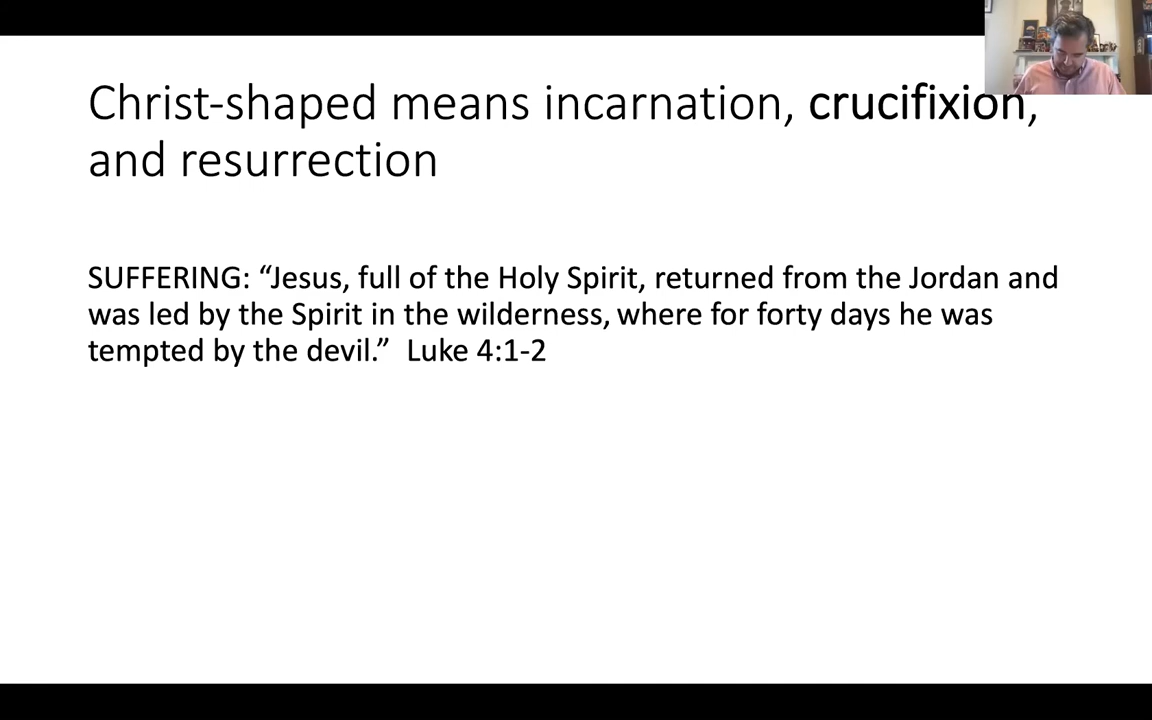 Christ-shaped means incarnation, crucifixion,
and resurrection
SUFFERING: “Jesus, full of the Holy Spirit, returned from the Jordan and
was led by the Spirit in the wilderness, where for forty days he was
tempted by the devil.”  Luke 4:1-2